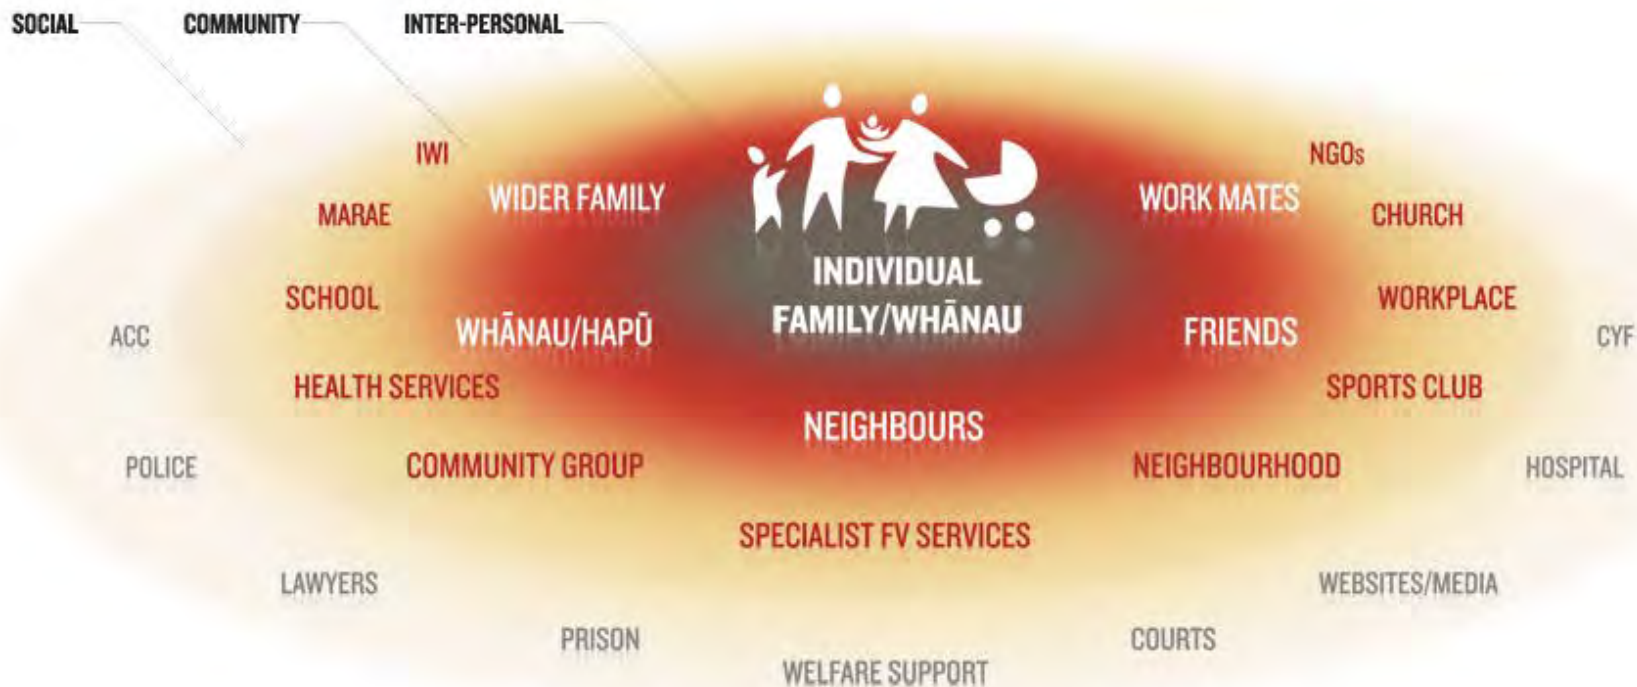 SOCIAL
COMMUNITY
INTER-PERSONAL
IWI
NGOs
WIDER FAMILY
WORK MATES
MARAE
CHURCH
INDIVIDUAL
FAMILY/WHĀNAU
SCHOOL
WORKPLACE
ACC
WHĀNAU/HAPŪ
FRIENDS
CYF
HEALTH SERVICES
SPORTS CLUB
NEIGHBOURS
POLICE
COMMUNITY GROUP
NEIGHBOURHOOD
HOSPITAL
SPECIALIST FV SERVICES
LAWYERS
WEBSITES/MEDIA
PRISON
COURTS
WELFARE SUPPORT